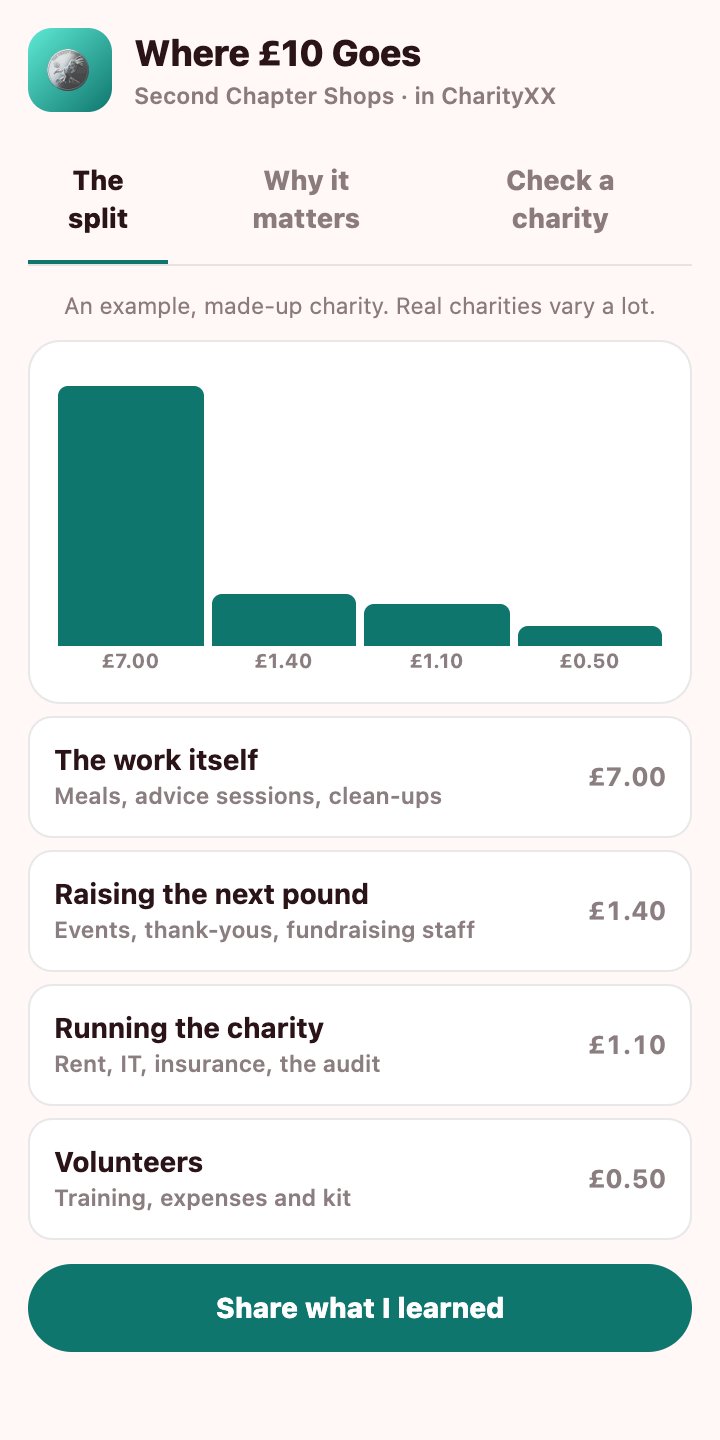 Where £10 Goes
Second Chapter Shops · in CharityXX
The
split
Why it
matters
Check a
charity
An example, made-up charity. Real charities vary a lot.
£7.00
£1.40
£1.10
£0.50
The work itself
Meals, advice sessions, clean-ups
£7.00
Raising the next pound
Events, thank-yous, fundraising staff
£1.40
Running the charity
Rent, IT, insurance, the audit
£1.10
Volunteers
Training, expenses and kit
£0.50
Share what I learned